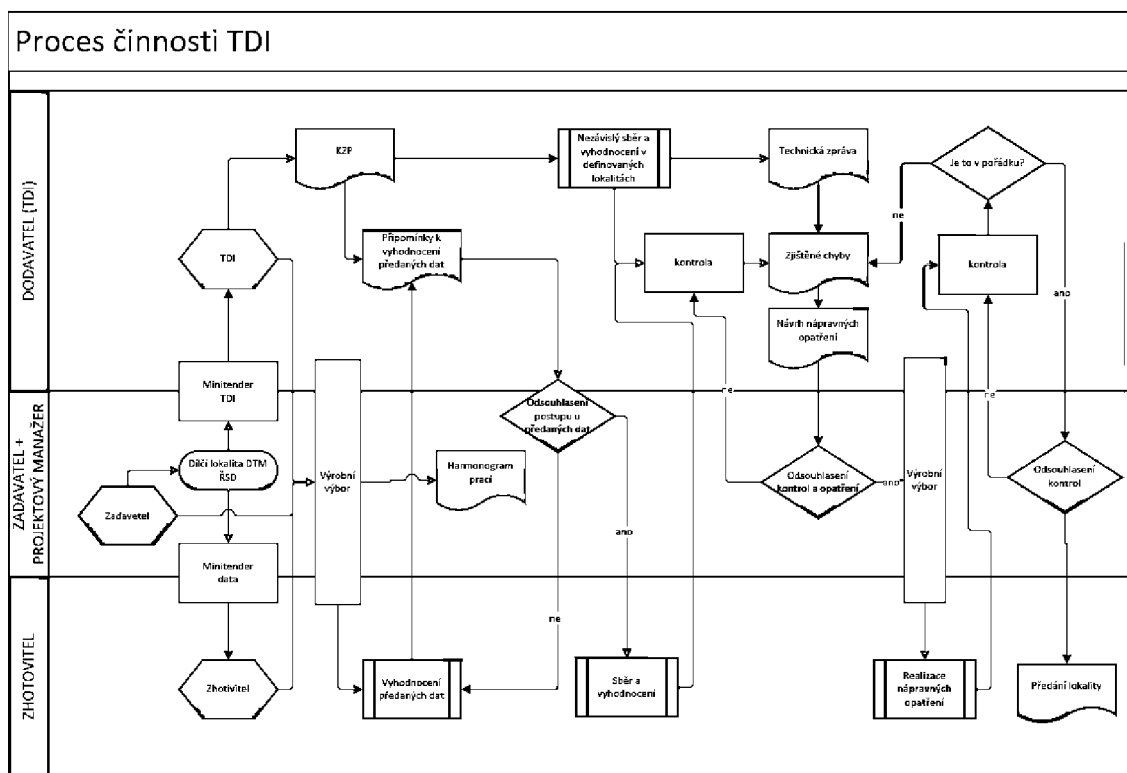 Proces činnosti TDI
DODAVATEL (TDI)
KZP
Nezávislý sběr a
vyhodnocení v
definovaných
lokalitách
Technická zpráva
Je to v pořádku?
ne
TDI
Připomínky k
vyhodnocení
předaných dat
kontrola
Zjištěné chyby
kontrola
ano
Návrh nápravných
opatření
Minitender
TDI
ne
ne
ZADAVATEL +
PROJEKTOVÝ MANAŽER
Odsouhlasení
postupu u
předaných dat
Dílčí lokalita DTM
ŘSD
Výrobní
výbor
Harmonogram
prací
Odsouhlasení
kontrol a opatření
ano
Výrobní
výbor
Odsouhlasení
kontrol
Zadavetel
ano
Minitender
data
ZHOTOVITEL
ne
Zhotivitel
Vyhodnocení
předaných dat
Sběr a
vyhodnocení
Realizace
nápravných
opatření
Předání lokality